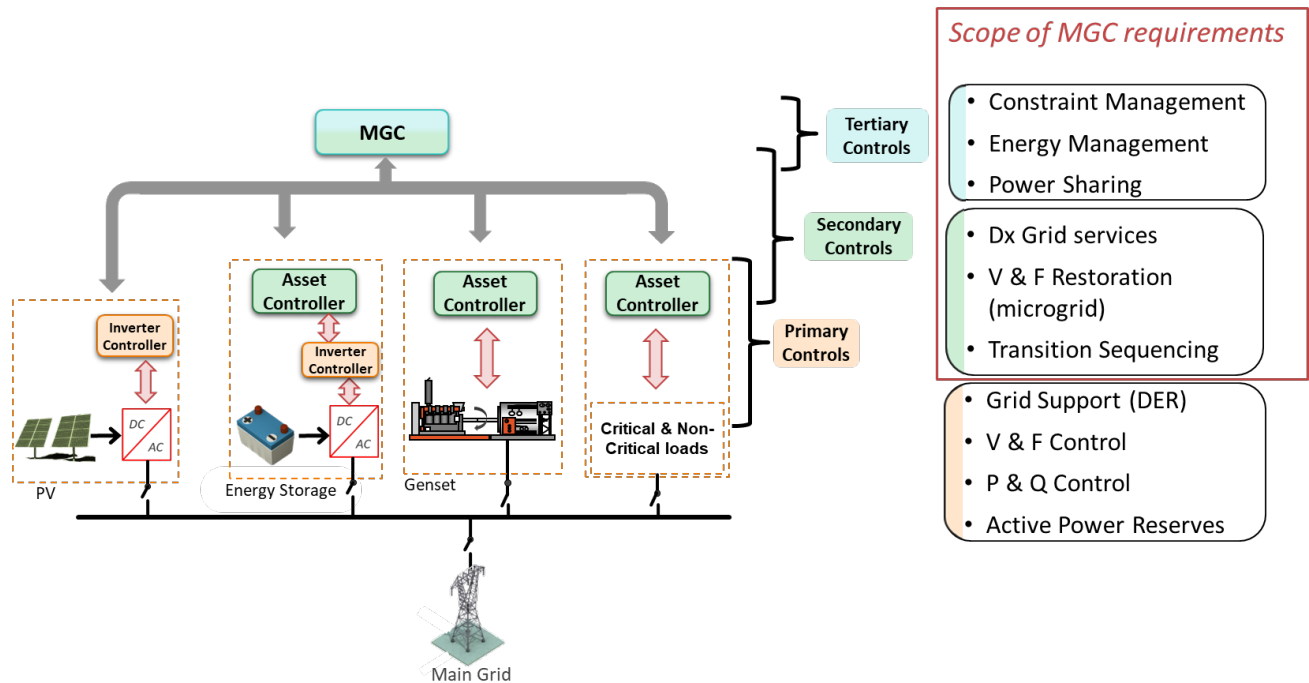 Scope of MGC requirements
MGC
Tertiary
Controls
• Constraint Management
• Energy Management
• Power Sharing
Secondary
Controls
• Dx Grid services
• V & F Restoration
(microgrid)
• Transition Sequencing
Primary
Controls
• Grid Support (DER)
• V & F Control
• P & Q Control
• Active Power Reserves
Inverter
Controller
DC
AC
PV
Asset
Controller
Inverter
Controller
DC
AC
Energy Storage
Asset
Controller
Genset
Asset
Controller
Critical & Non-
Critical loads
Main Grid